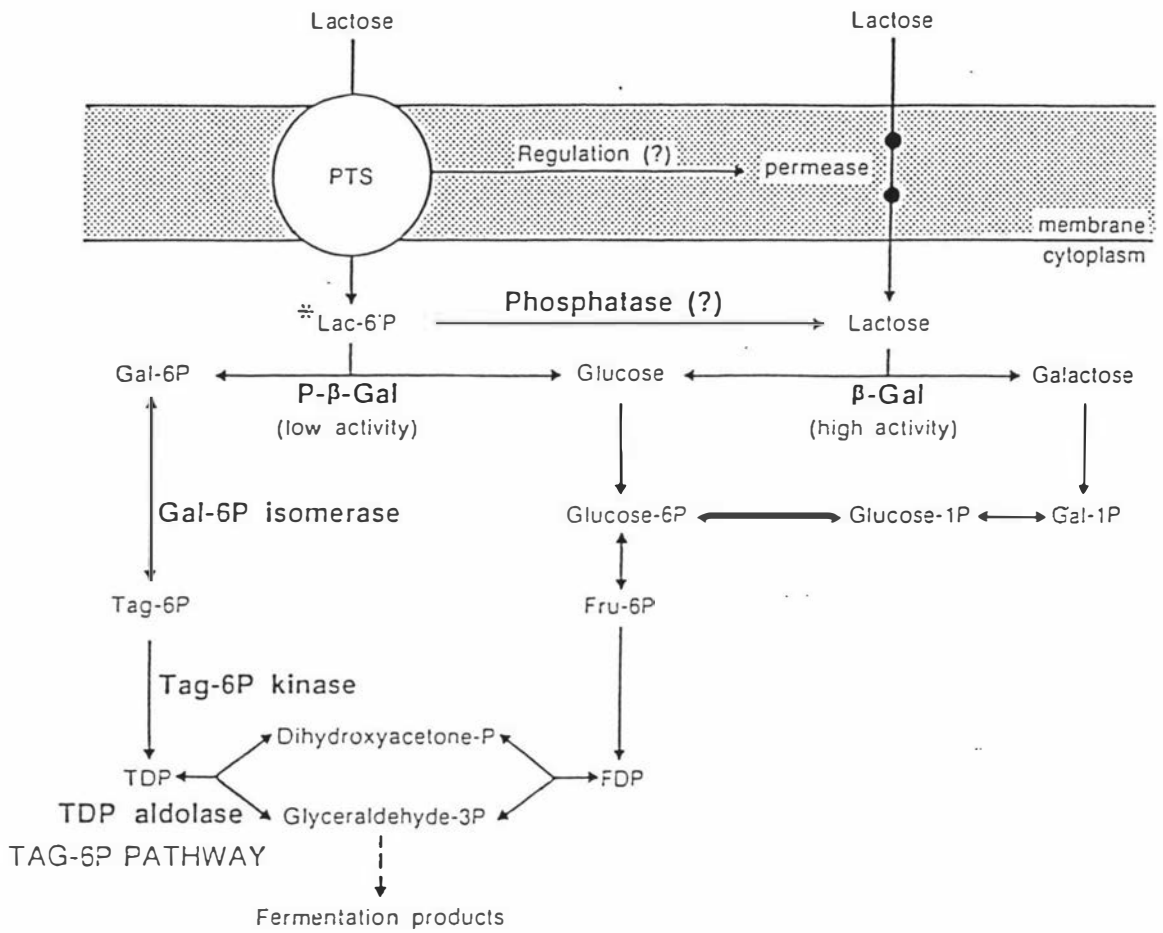 Lactose
Lactose
PTS
Regulation (?)
permease
membrane
cytoplasm
*Lac-6P
Phosphatase (?)
Lactose
Gal-6P
Glucose
Galactose
P-β-Gal
(low activity)
β-Gal
(high activity)
Gal-6P isomerase
Glucose-6P
Glucose-1P
Gal-1P
Tag-6P
Fru-6P
Tag-6P kinase
Dihydroxyacetone-P
TDP
FDP
TDP aldolase
Glyceraldehyde-3P
TAG-6P PATHWAY
Fermentation products